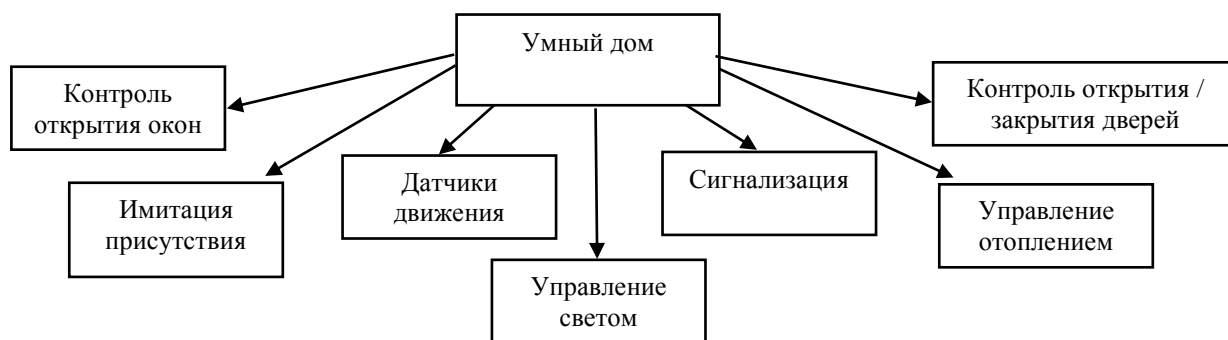 Умный дом
Контроль
открытия окон
Контроль открытия /
закрытия дверей
Имитация
присутствия
Датчики
движения
Управление
светом
Сигнализация
Управление
отоплением